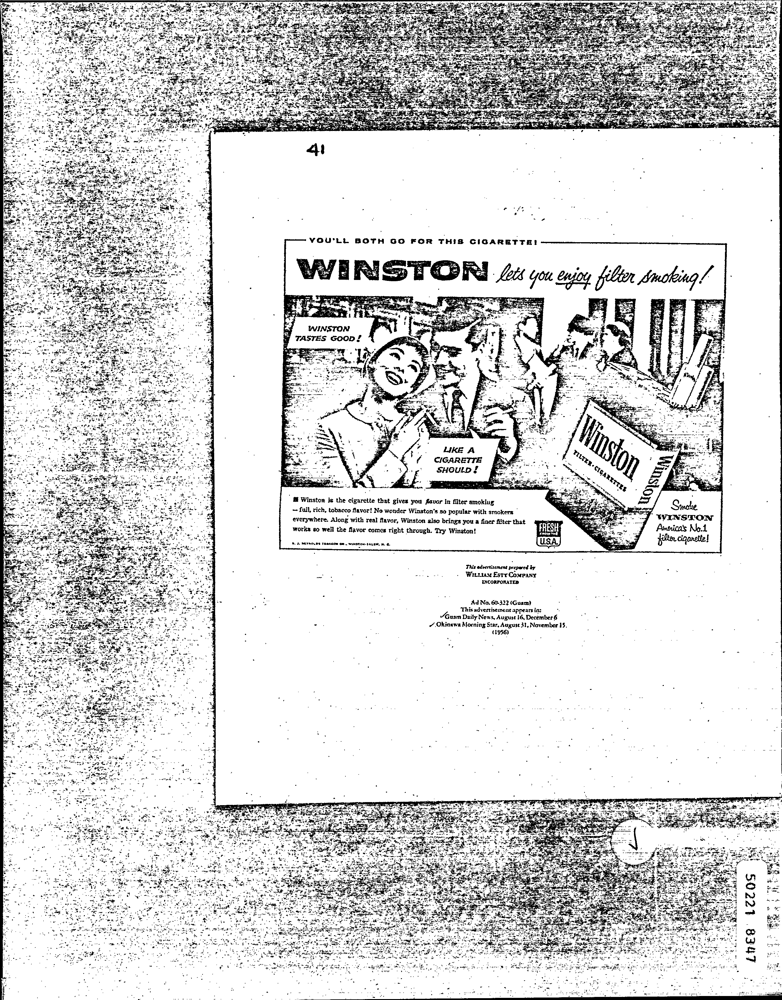 41
YOU'LL BOTH GO FOR THIS CIGARETTE!
WINSTON lets you enjoy filter smoking!
WINSTON
TASTES GOOD!
LIKE A
CIGARETTE
SHOULD!
Winston
FILTER-CIGARETTES
Winston
■ Winston is the cigarette that gives you flavor in filter smoking
— full, rich, tobacco flavor! No wonder Winston's so popular with smokers
everywhere. Along with real flavor, Winston also brings you a finer filter that
works so well the flavor comes right through. Try Winston!
R. J. REYNOLDS TOBACCO CO., WINSTON-SALEM, N. C.
FRESH
U.S.A.
Smoke
WINSTON
America's No.1
filter cigarette!
This advertisement prepared by
WILLIAM ESTY COMPANY
INCORPORATED
Ad No. 60-322 (Guam)
This advertisement appears in:
✓Guam Daily News, August 16, December 6
✓Okinawa Morning Star, August 31, November 15
(1956)
50221 8347